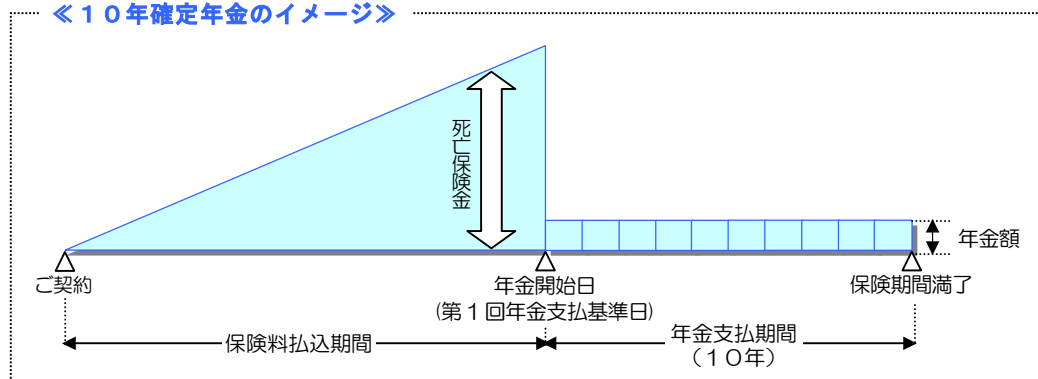 ≪１０年確定年金のイメージ≫
死亡保険金
年金額
ご契約
年金開始日
(第１回年金支払基準日)
保険期間満了
保険料払込期間
年金支払期間
（１０年）